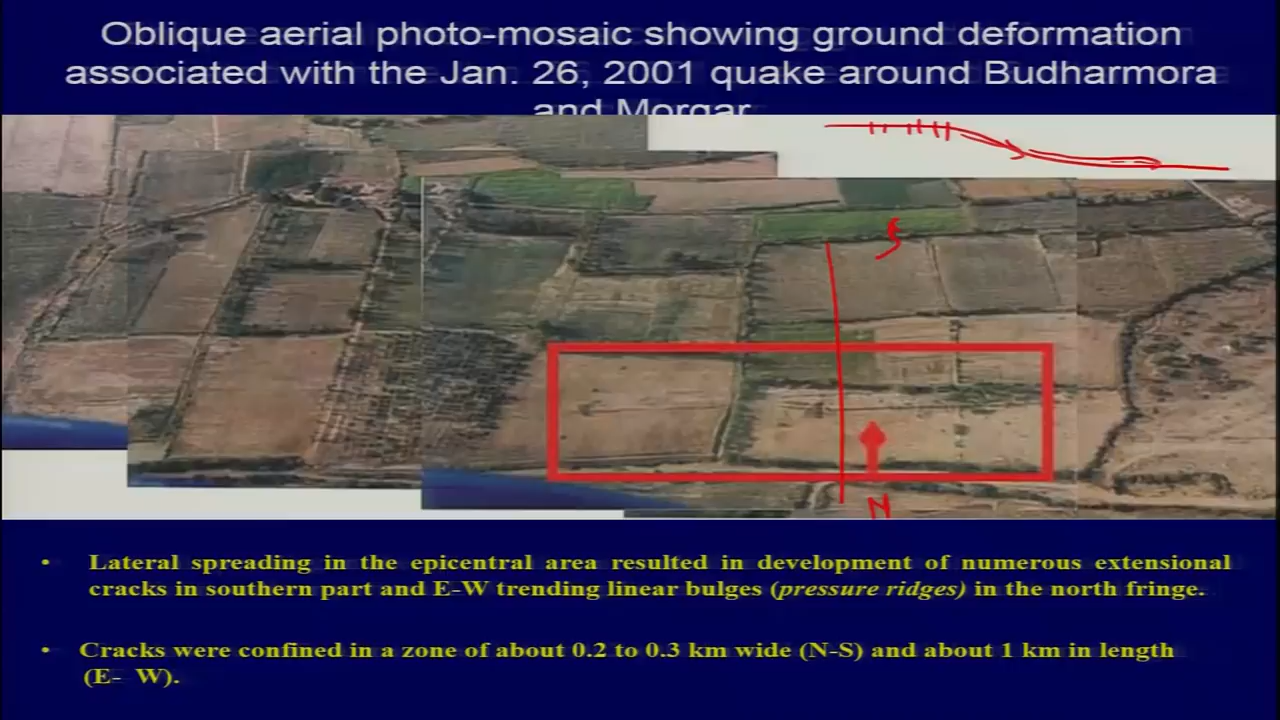 Oblique aerial photo-mosaic showing ground deformation
associated with the Jan. 26, 2001 quake around Budharmora
and Morgar
S
N
• Lateral spreading in the epicentral area resulted in development of numerous extensional
cracks in southern part and E-W trending linear bulges (pressure ridges) in the north fringe.
• Cracks were confined in a zone of about 0.2 to 0.3 km wide (N-S) and about 1 km in length
(E- W).